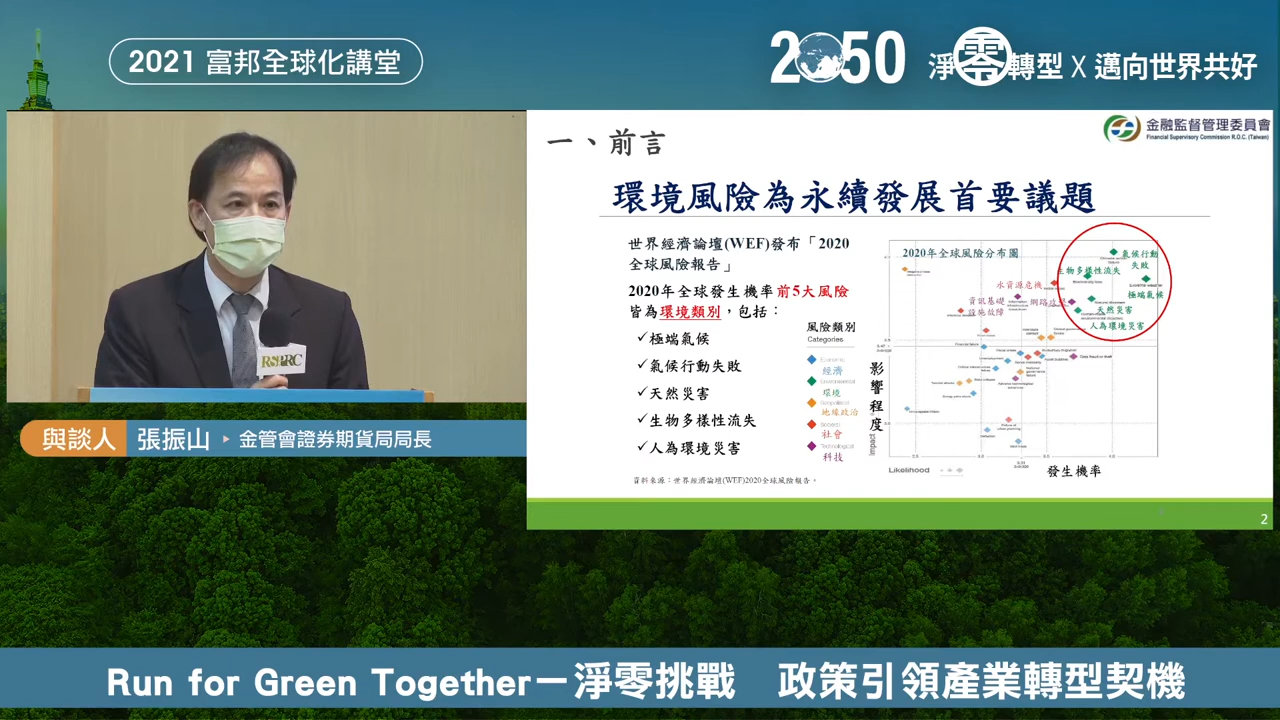 2021 富邦全球化講堂
2050 淨零轉型 X 邁向世界共好
金融監督管理委員會
Financial Supervisory Commission R.O.C. (Taiwan)
一、前言
環境風險為永續發展首要議題
世界經濟論壇(WEF)發布「2020
全球風險報告」
2020年全球發生機率前5大風險
皆為環境類別，包括：
✓極端氣候
✓氣候行動失敗
✓天然災害
✓生物多樣性流失
✓人為環境災害
資料來源：世界經濟論壇(WEF)2020全球風險報告。
風險類別
Categories
Economic
經濟
Environmental
環境
Geopolitical
地緣政治
Societal
社會
Technological
科技
2020年全球風險分布圖
氣候行動
失敗
生物多樣性流失
極端氣候
水資源危機
資訊基礎
設施故障
天然災害
人為環境災害
影響程度
Likelihood
發生機率
2
與談人 張振山 金管會證券期貨局局長
Run for Green Together－淨零挑戰 政策引領產業轉型契機